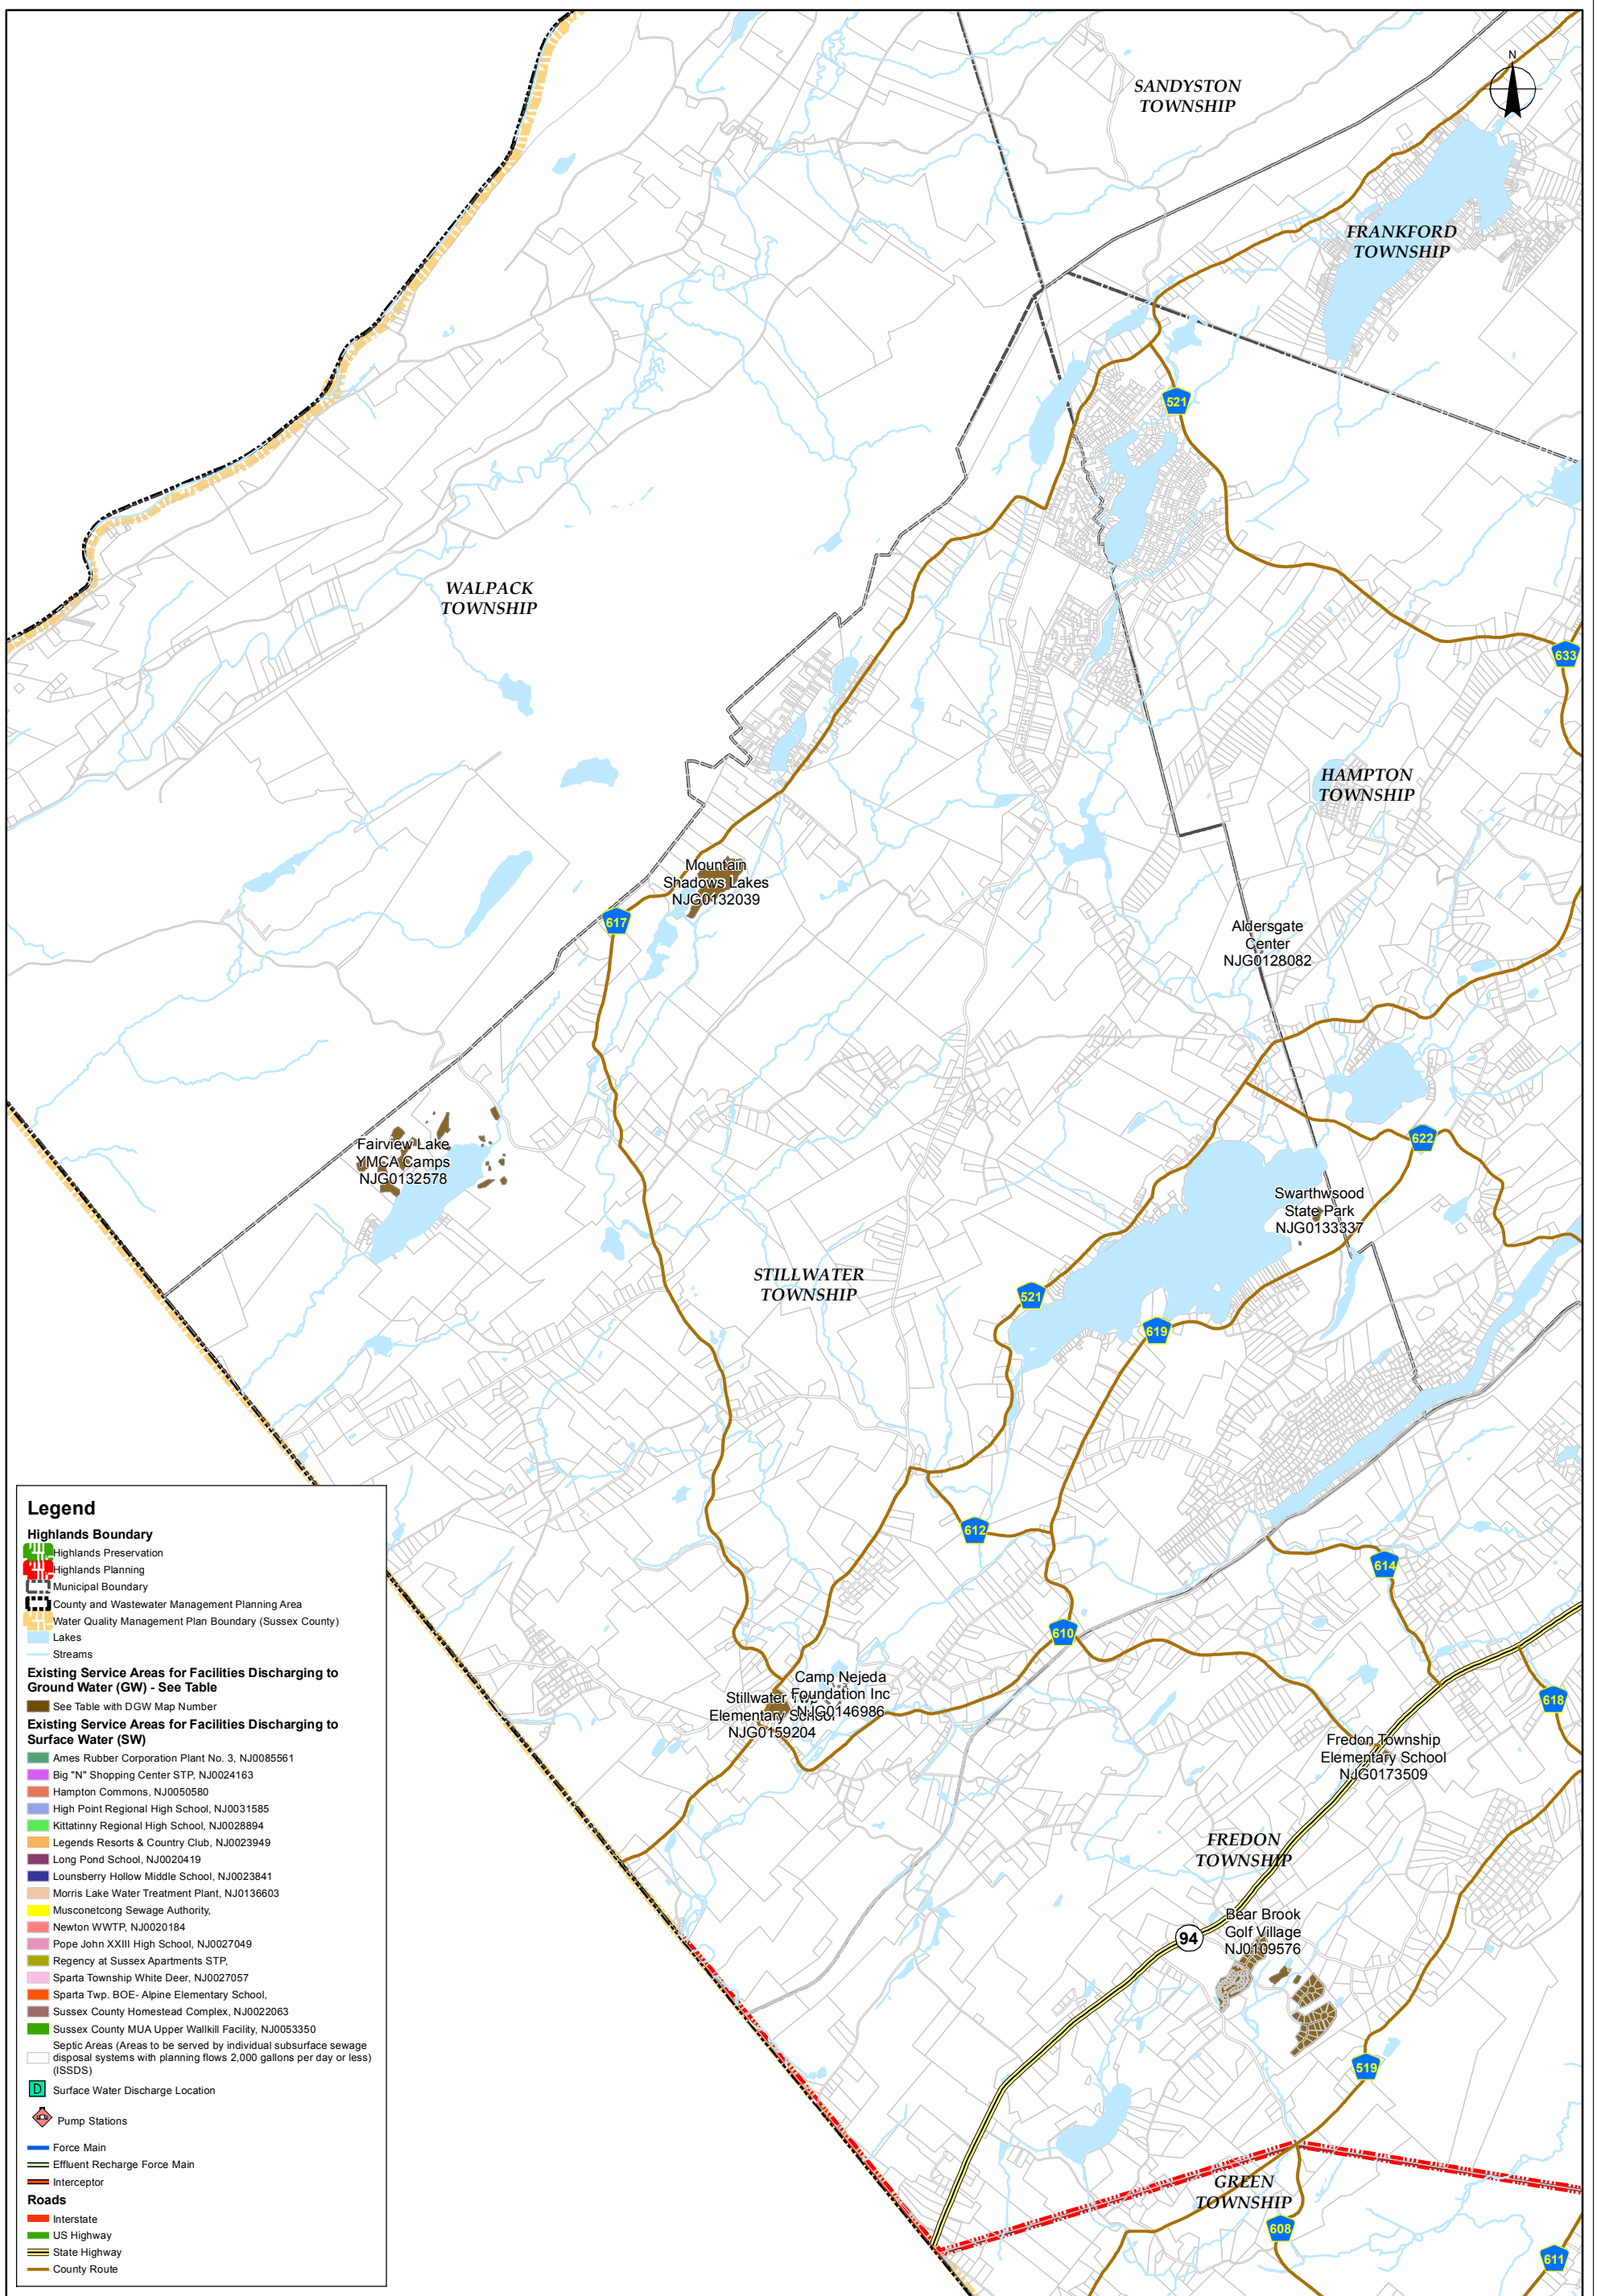 N
SANDYSTON
TOWNSHIP
FRANKFORD
TOWNSHIP
521
WALPACK
TOWNSHIP
633
HAMPTON
TOWNSHIP
Mountain
Shadows Lakes
NJG0132039
617
Aldersgate
Center
NJG0128082
622
Fairview Lake
YMCA Camps
NJG0132578
Swarthwsood
State Park
NJG0133337
STILLWATER
TOWNSHIP
521
619
612
614
610
Camp Nejeda
Foundation Inc
NJG0146986
Stillwater Twp
Elementary School
NJG0159204
618
Fredon Township
Elementary School
NJG0173509
FREDON
TOWNSHIP
Bear Brook
Golf Village
NJ0109576
94
519
GREEN
TOWNSHIP
608
611
Legend
Highlands Boundary
Highlands Preservation
Highlands Planning
Municipal Boundary
County and Wastewater Management Planning Area
Water Quality Management Plan Boundary (Sussex County)
Lakes
Streams
Existing Service Areas for Facilities Discharging to
Ground Water (GW) - See Table
See Table with DGW Map Number
Existing Service Areas for Facilities Discharging to
Surface Water (SW)
Ames Rubber Corporation Plant No. 3, NJ0085561
Big "N" Shopping Center STP, NJ0024163
Hampton Commons, NJ0050580
High Point Regional High School, NJ0031585
Kittatinny Regional High School, NJ0028894
Legends Resorts & Country Club, NJ0023949
Long Pond School, NJ0020419
Lounsberry Hollow Middle School, NJ0023841
Morris Lake Water Treatment Plant, NJ0136603
Musconetcong Sewage Authority,
Newton WWTP, NJ0020184
Pope John XXIII High School, NJ0027049
Regency at Sussex Apartments STP,
Sparta Township White Deer, NJ0027057
Sparta Twp. BOE- Alpine Elementary School,
Sussex County Homestead Complex, NJ0022063
Sussex County MUA Upper Wallkill Facility, NJ0053350
Septic Areas (Areas to be served by individual subsurface sewage
disposal systems with planning flows 2,000 gallons per day or less)
(ISSDS)
D Surface Water Discharge Location
Pump Stations
Force Main
Effluent Recharge Force Main
Interceptor
Roads
Interstate
US Highway
State Highway
County Route